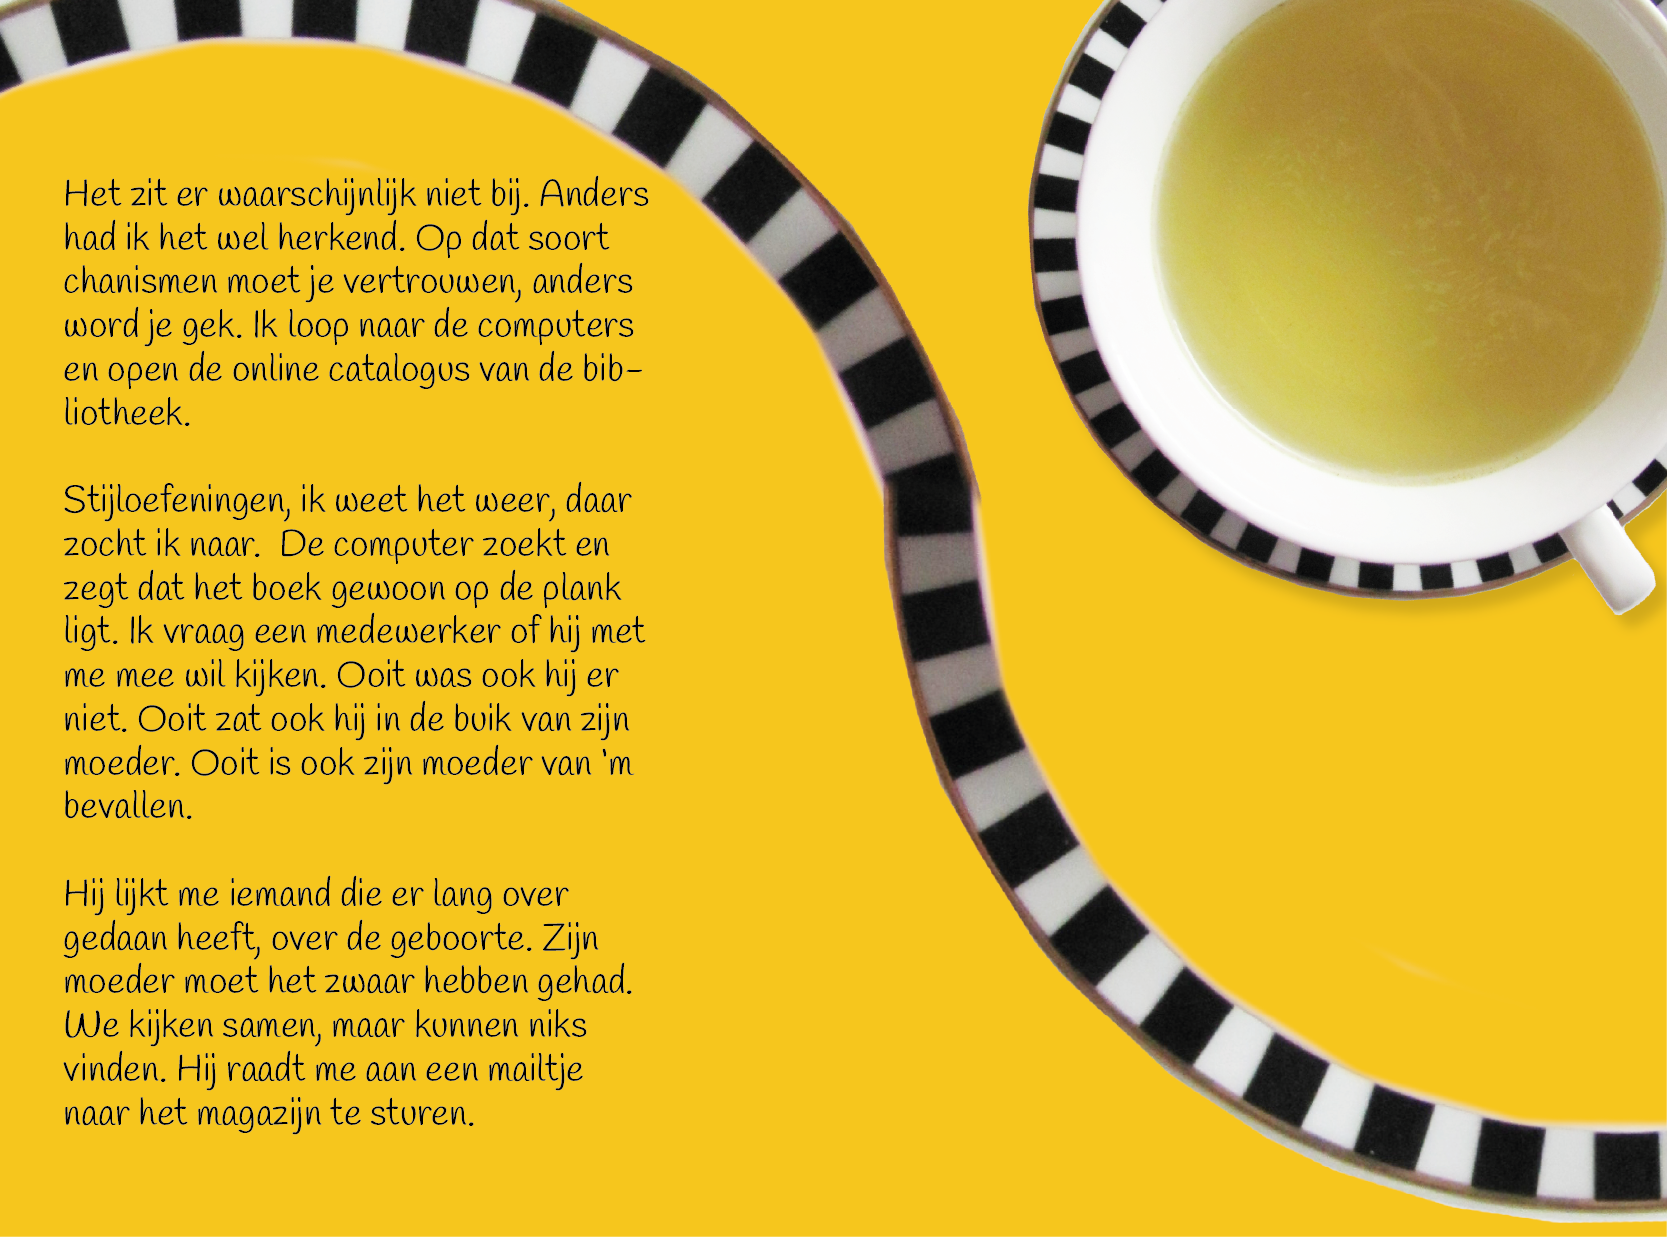 Het zit er waarschijnlijk niet bij. Anders
had ik het wel herkend. Op dat soort
chanismen moet je vertrouwen, anders
word je gek. Ik loop naar de computers
en open de online catalogus van de bib-
liotheek.

Stijloefeningen, ik weet het weer, daar
zocht ik naar.  De computer zoekt en
zegt dat het boek gewoon op de plank
ligt. Ik vraag een medewerker of hij met
me mee wil kijken. Ooit was ook hij er
niet. Ooit zat ook hij in de buik van zijn
moeder. Ooit is ook zijn moeder van 'm
bevallen.

Hij lijkt me iemand die er lang over
gedaan heeft, over de geboorte. Zijn
moeder moet het zwaar hebben gehad.
We kijken samen, maar kunnen niks
vinden. Hij raadt me aan een mailtje
naar het magazijn te sturen.